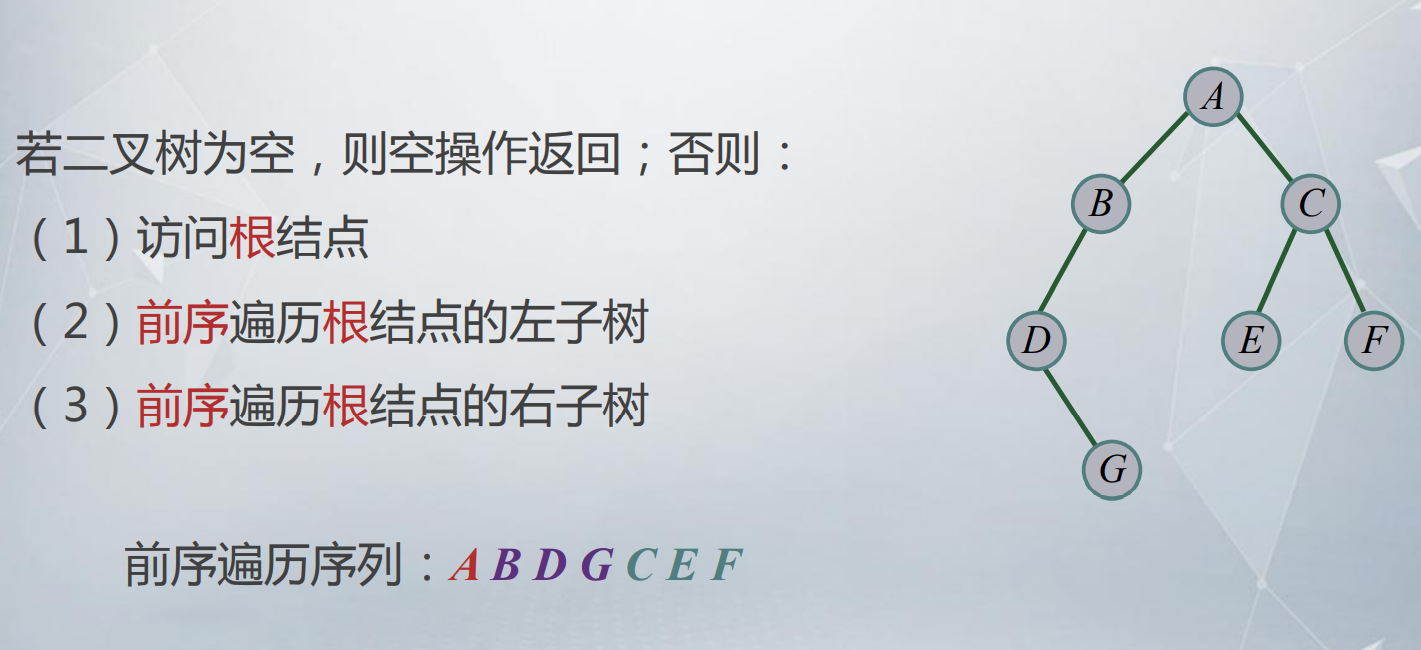 若二叉树为空，则空操作返回；否则：
（1）访问根结点
（2）前序遍历根结点的左子树
（3）前序遍历根结点的右子树
前序遍历序列：A B D G C E F
A
B
C
D
E
F
G